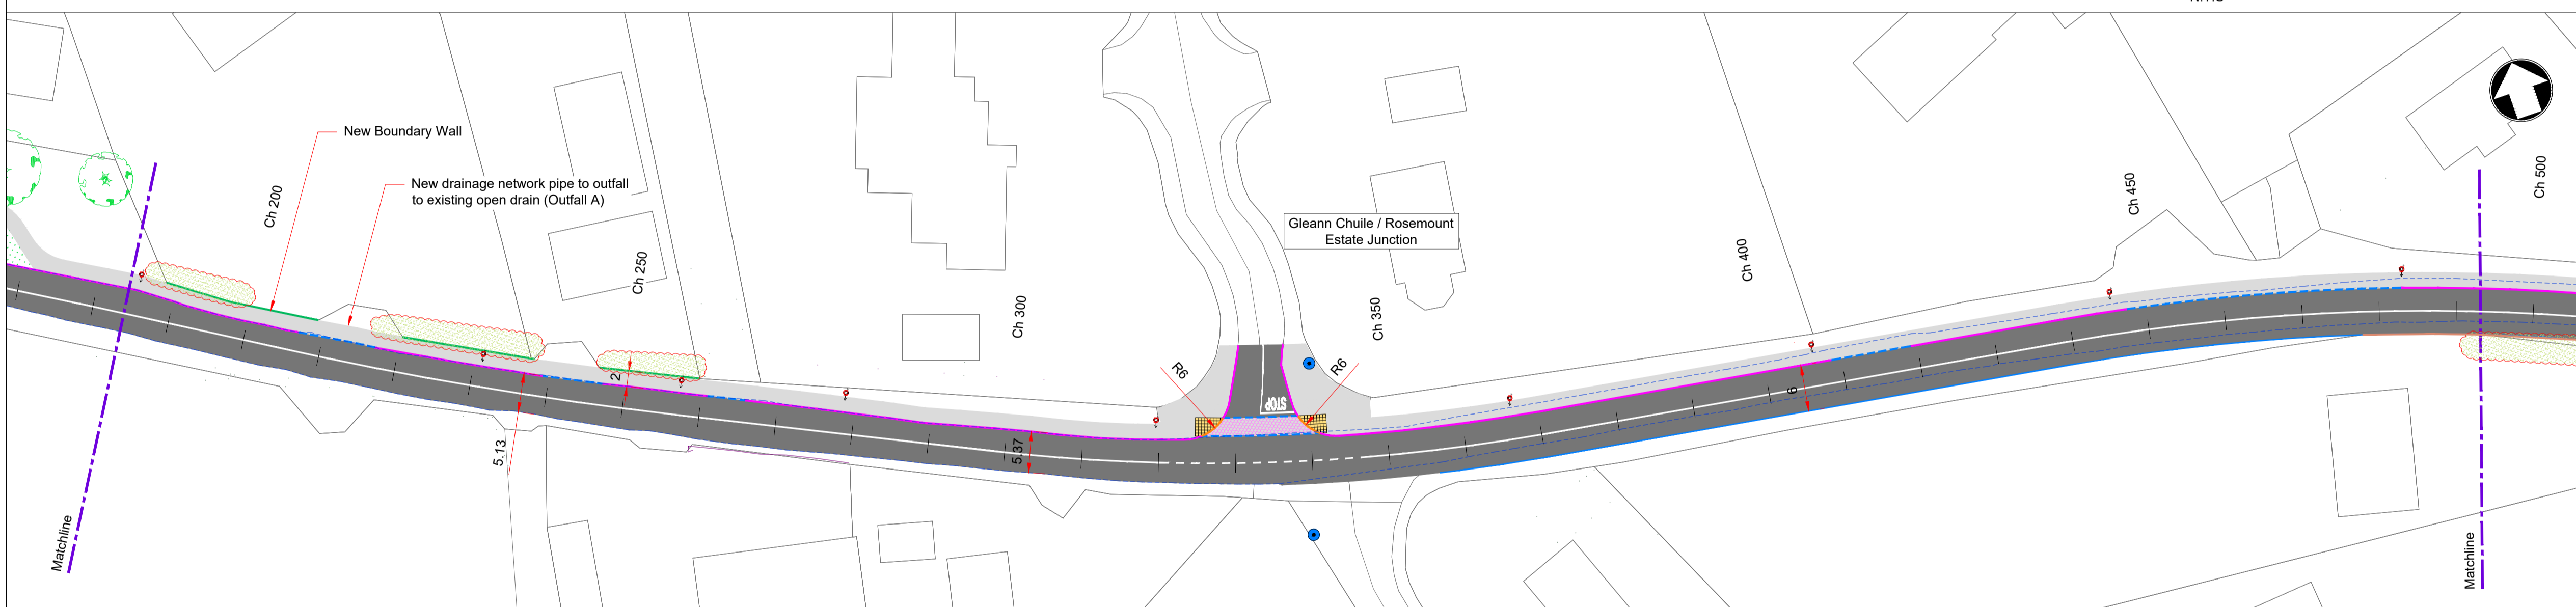 New Boundary Wall
New drainage network pipe to outfall
to existing open drain (Outfall A)
Ch 200
Ch 250
Ch 300
Ch 350
Ch 400
Ch 450
Ch 500
Gleann Chuile / Rosemount
Estate Junction
R6
R6
STOP
2
5.13
5.37
6
Matchline
Matchline